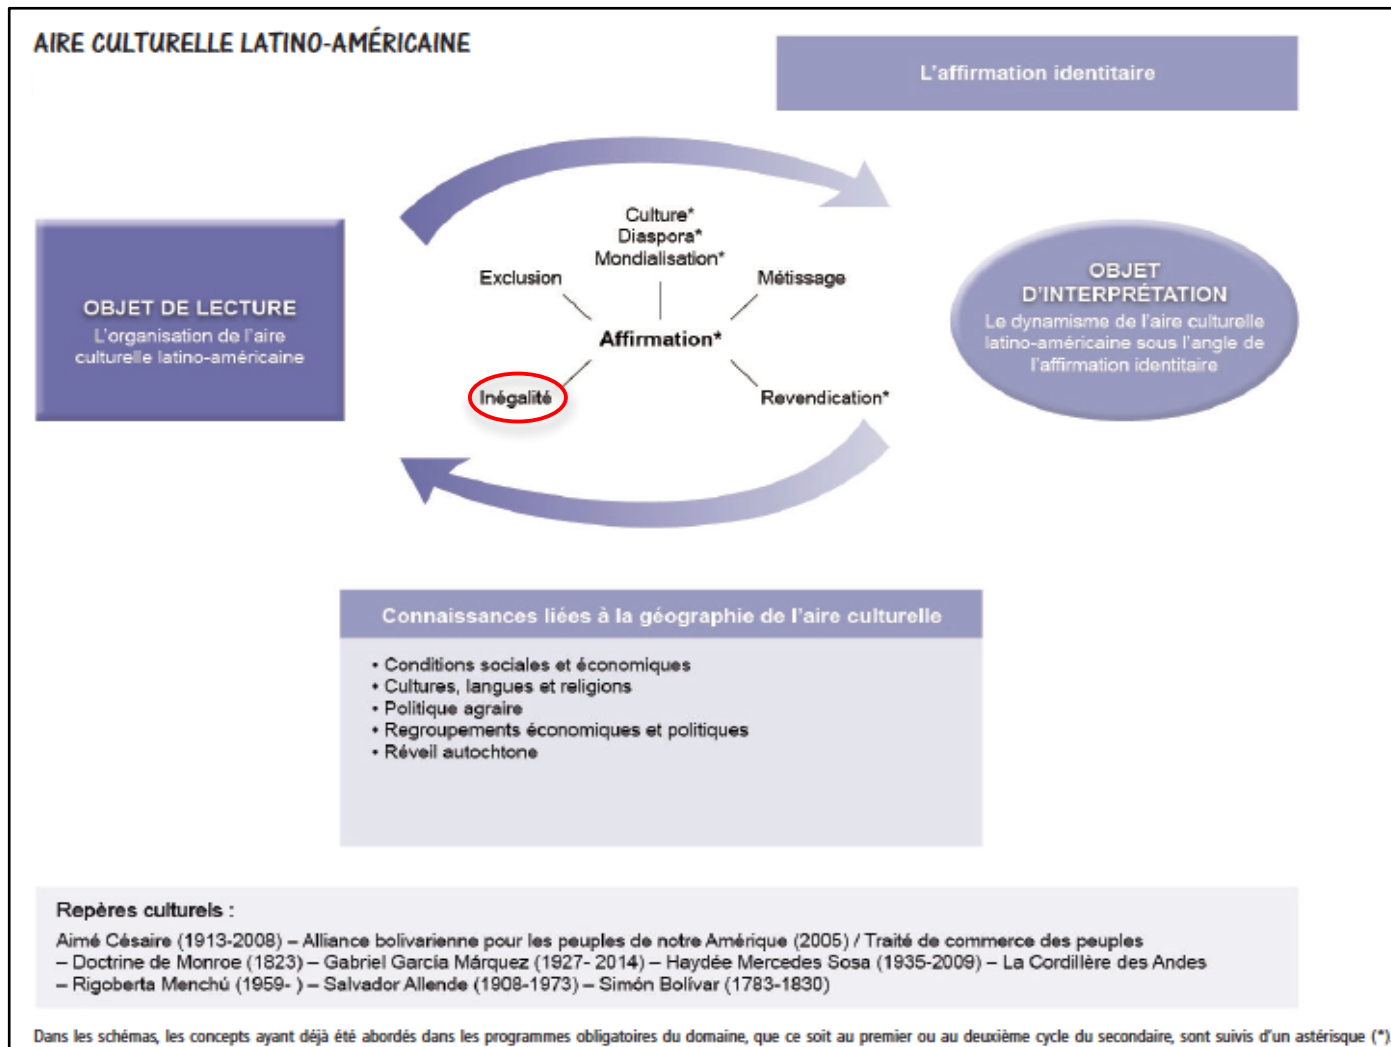 AIRE CULTURELLE LATINO-AMÉRICAINE
L'affirmation identitaire
Culture*
Diaspora*
Mondialisation*
Exclusion
Métissage
OBJET DE LECTURE
L'organisation de l'aire
culturelle latino-américaine
Affirmation*
OBJET
D'INTERPRÉTATION
Le dynamisme de l'aire culturelle
latino-américaine sous l'angle de
l'affirmation identitaire
Inégalité
Revendication*
Connaissances liées à la géographie de l'aire culturelle
• Conditions sociales et économiques
• Cultures, langues et religions
• Politique agraire
• Regroupements économiques et politiques
• Réveil autochtone
Repères culturels :
Aimé Césaire (1913-2008) – Alliance bolivarienne pour les peuples de notre Amérique (2005) / Traité de commerce des peuples
– Doctrine de Monroe (1823) – Gabriel García Márquez (1927- 2014) – Haydée Mercedes Sosa (1935-2009) – La Cordillère des Andes
– Rigoberta Menchú (1959- ) – Salvador Allende (1908-1973) – Simón Bolívar (1783-1830)
Dans les schémas, les concepts ayant déjà été abordés dans les programmes obligatoires du domaine, que ce soit au premier ou au deuxième cycle du secondaire, sont suivis d'un astérisque (*)